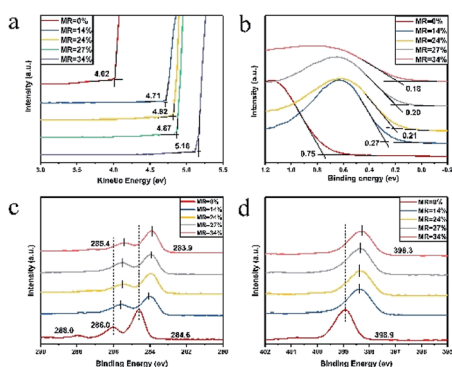 a
MR=0%
MR=14%
MR=24%
MR=27%
MR=34%
4.02
4.71
4.82
4.87
5.16
Intensity (a.u.)
3.0 3.5 4.0 4.5 5.0 5.5
Kinetic Energy (ev)
b
MR=0%
MR=14%
MR=24%
MR=27%
MR=34%
0.18
0.20
0.21
0.27
0.75
Intensity (a.u.)
1.2 1.0 0.8 0.6 0.4 0.2 0.0 -0.2
Binding energy (ev)
c
MR=0%
MR=14%
MR=24%
MR=27%
MR=34%
285.4
283.9
288.0
286.0
284.6
Intensity (a.u.)
290 288 286 284 282 280
Binding Energy (ev)
d
MR=0%
MR=14%
MR=24%
MR=27%
MR=34%
398.3
398.9
Intensity (a.u.)
402 401 400 399 398 397 396 395
Binding Energy (ev)